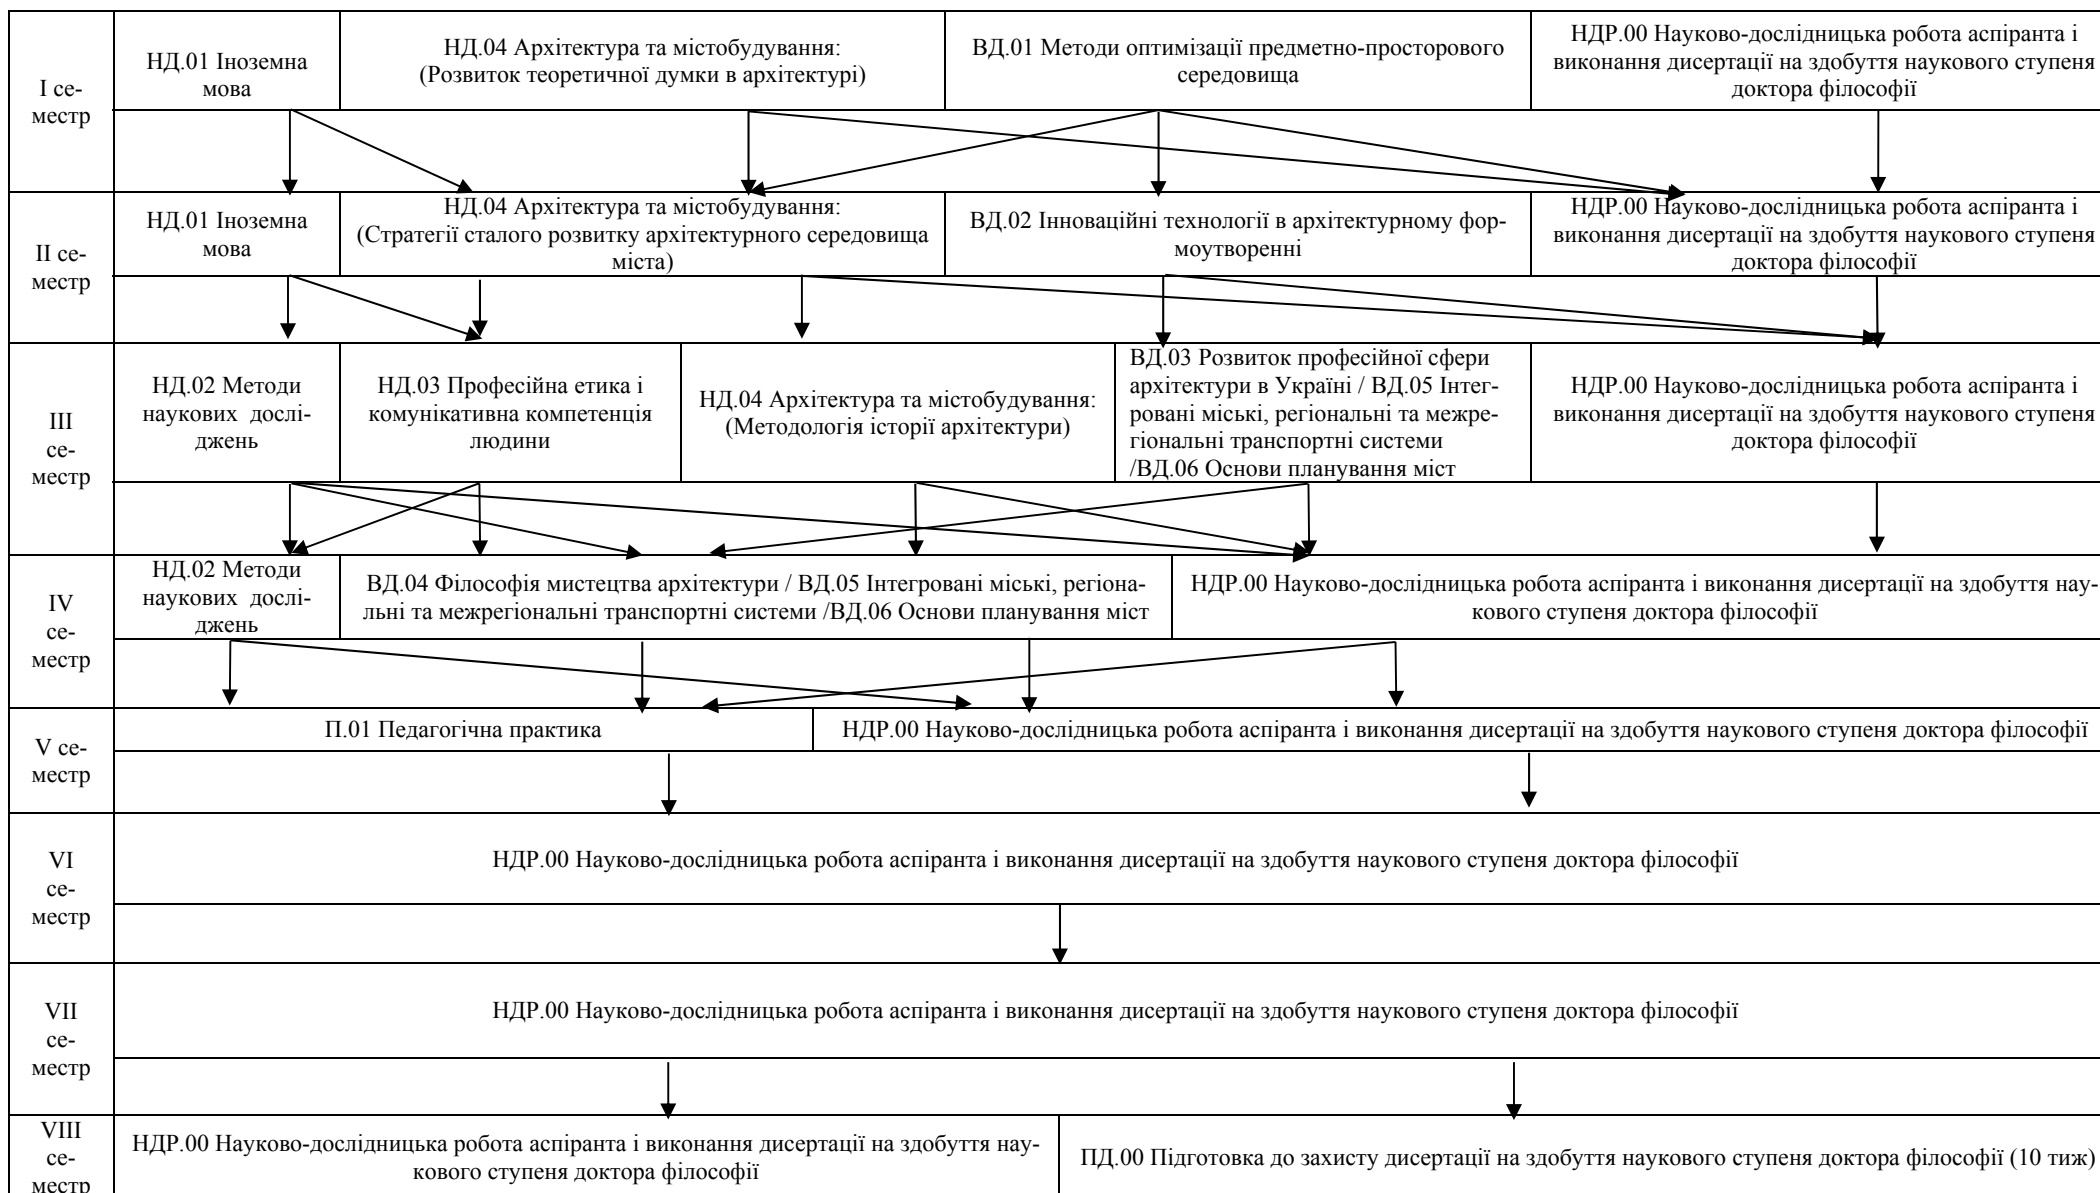 I се-
местр
НД.01 Іноземна
мова
НД.04 Архітектура та містобудування:
(Розвиток теоретичної думки в архітектурі)
ВД.01 Методи оптимізації предметно-просторового
середовища
НДР.00 Науково-дослідницька робота аспіранта і
виконання дисертації на здобуття наукового ступеня
доктора філософії
II се-
местр
НД.01 Іноземна
мова
НД.04 Архітектура та містобудування:
(Стратегії сталого розвитку архітектурного середовища
міста)
ВД.02 Інноваційні технології в архітектурному фор-
моутворенні
НДР.00 Науково-дослідницька робота аспіранта і
виконання дисертації на здобуття наукового ступеня
доктора філософії
III
се-
местр
НД.02 Методи
наукових дослі-
джень
НД.03 Професійна етика і
комунікативна компетенція
людини
НД.04 Архітектура та містобудування:
(Методологія історії архітектури)
ВД.03 Розвиток професійної сфери
архітектури в Україні / ВД.05 Інтег-
ровані міські, регіональні та межре-
гіональні транспортні системи
/ВД.06 Основи планування міст
НДР.00 Науково-дослідницька робота аспіранта і
виконання дисертації на здобуття наукового ступеня
доктора філософії
IV
се-
местр
НД.02 Методи
наукових дослі-
джень
ВД.04 Філософія мистецтва архітектури / ВД.05 Інтегровані міські, регіона-
льні та межрегіональні транспортні системи /ВД.06 Основи планування міст
НДР.00 Науково-дослідницька робота аспіранта і виконання дисертації на здобуття нау-
кового ступеня доктора філософії
V се-
местр
П.01 Педагогічна практика
НДР.00 Науково-дослідницька робота аспіранта і виконання дисертації на здобуття наукового ступеня доктора філософії
VI
се-
местр
НДР.00 Науково-дослідницька робота аспіранта і виконання дисертації на здобуття наукового ступеня доктора філософії
VII
се-
местр
НДР.00 Науково-дослідницька робота аспіранта і виконання дисертації на здобуття наукового ступеня доктора філософії
VIII
се-
местр
НДР.00 Науково-дослідницька робота аспіранта і виконання дисертації на здобуття нау-
кового ступеня доктора філософії
ПД.00 Підготовка до захисту дисертації на здобуття наукового ступеня доктора філософії (10 тиж)